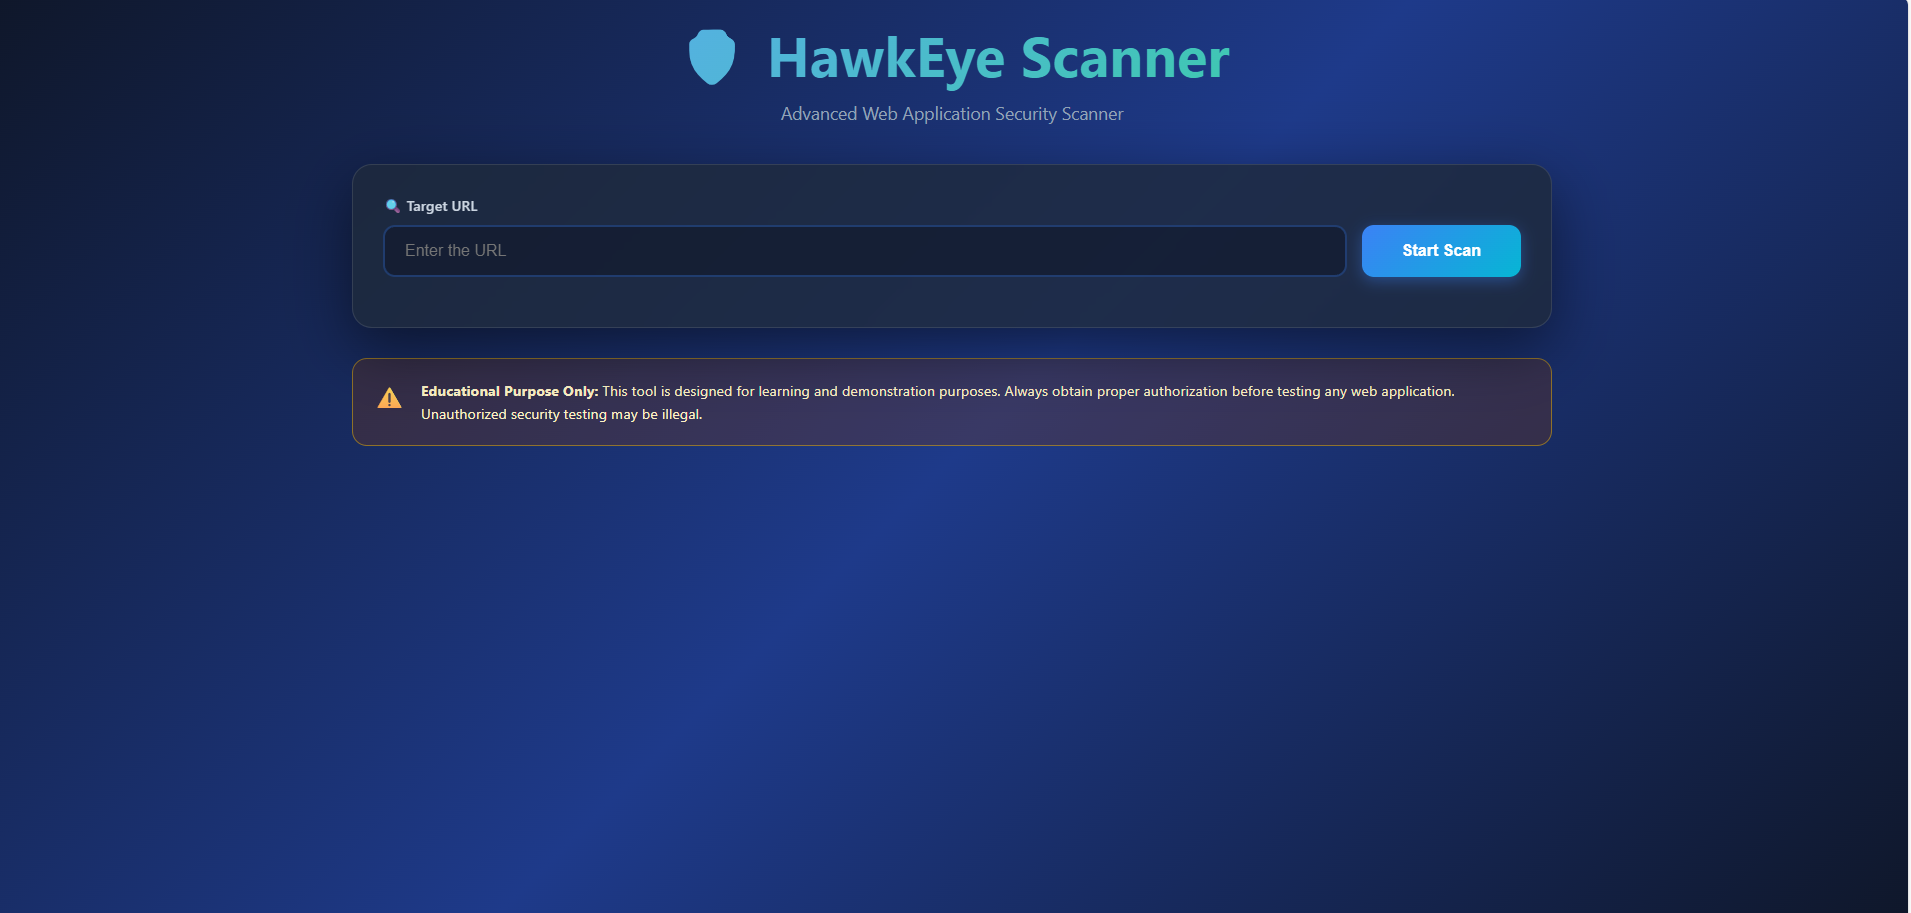 HawkEye Scanner
Advanced Web Application Security Scanner
Target URL
Enter the URL
Start Scan
Educational Purpose Only: This tool is designed for learning and demonstration purposes. Always obtain proper authorization before testing any web application.
Unauthorized security testing may be illegal.